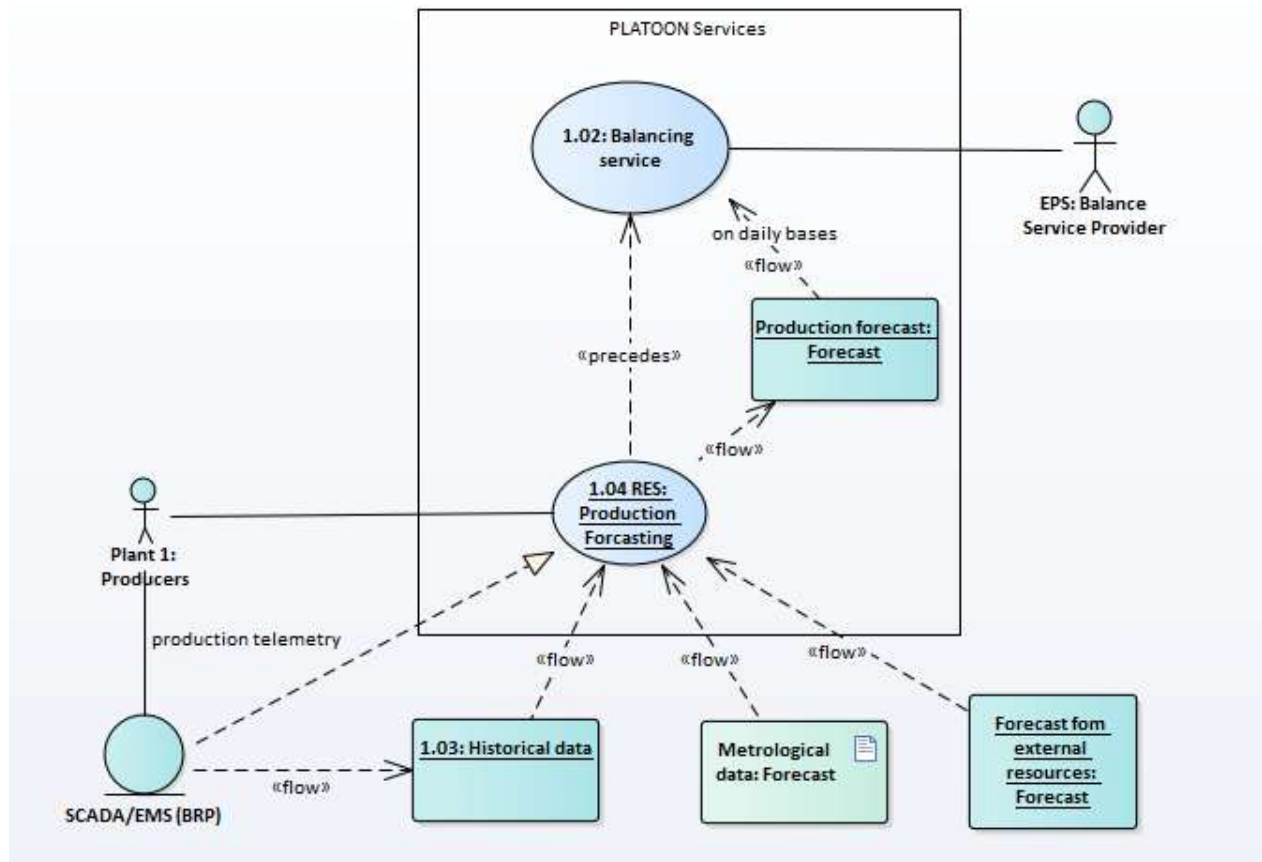 PLATOON Services
1.02: Balancing
service
EPS: Balance
Service Provider
on daily bases
«flow»
Production forecast:
Forecast
«precedes»
«flow»
1.04 RES:
Production
Forcasting
Plant 1:
Producers
production telemetry
«flow»
«flow»
«flow»
1.03: Historical data
Metrological
data: Forecast
Forecast fom
external
resources:
Forecast
«flow»
SCADA/EMS (BRP)